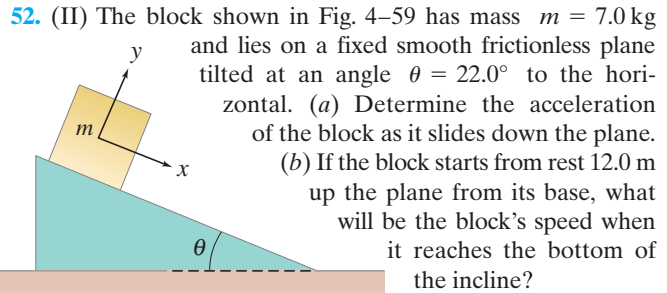 52. (II) The block shown in Fig. 4–59 has mass m = 7.0 kg
and lies on a fixed smooth frictionless plane
tilted at an angle θ = 22.0° to the hori-
zontal. (a) Determine the acceleration
of the block as it slides down the plane.
(b) If the block starts from rest 12.0 m
up the plane from its base, what
will be the block's speed when
it reaches the bottom of
the incline?
y
m
x
θ